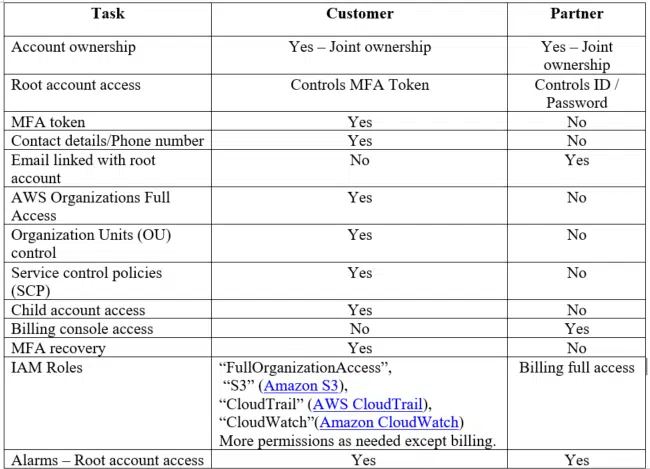 Task Customer Partner
Account ownership Yes – Joint ownership Yes – Joint
ownership
Root account access Controls MFA Token Controls ID /
Password
MFA token Yes No
Contact details/Phone number Yes No
Email linked with root No Yes
account
AWS Organizations Full Yes No
Access
Organization Units (OU) Yes No
control
Service control policies Yes No
(SCP)
Child account access Yes No
Billing console access No Yes
MFA recovery Yes No
IAM Roles “FullOrganizationAccess”, Billing full access
“S3” (Amazon S3),
“CloudTrail” (AWS CloudTrail),
“CloudWatch”(Amazon CloudWatch)
More permissions as needed except billing.
Alarms – Root account access Yes Yes